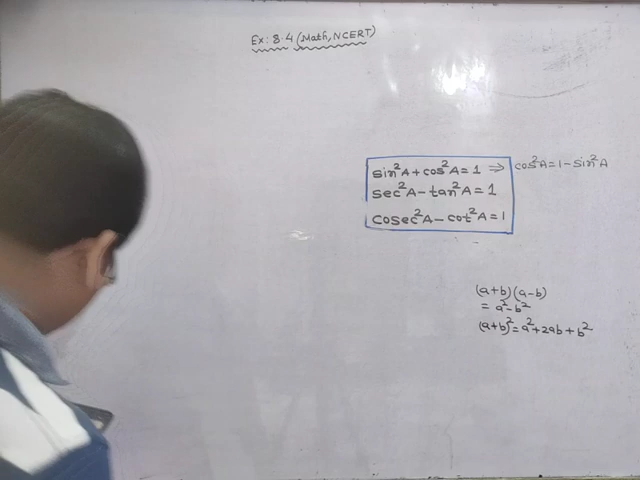 Ex: 8.4 (Math, NCERT)
sin²A + cos²A = 1 ⇒ cos²A = 1 - sin²A
sec²A - tan²A = 1
cosec²A - cot²A = 1
(a+b)(a-b)
= a² - b²
(a+b)² = a² + 2ab + b²